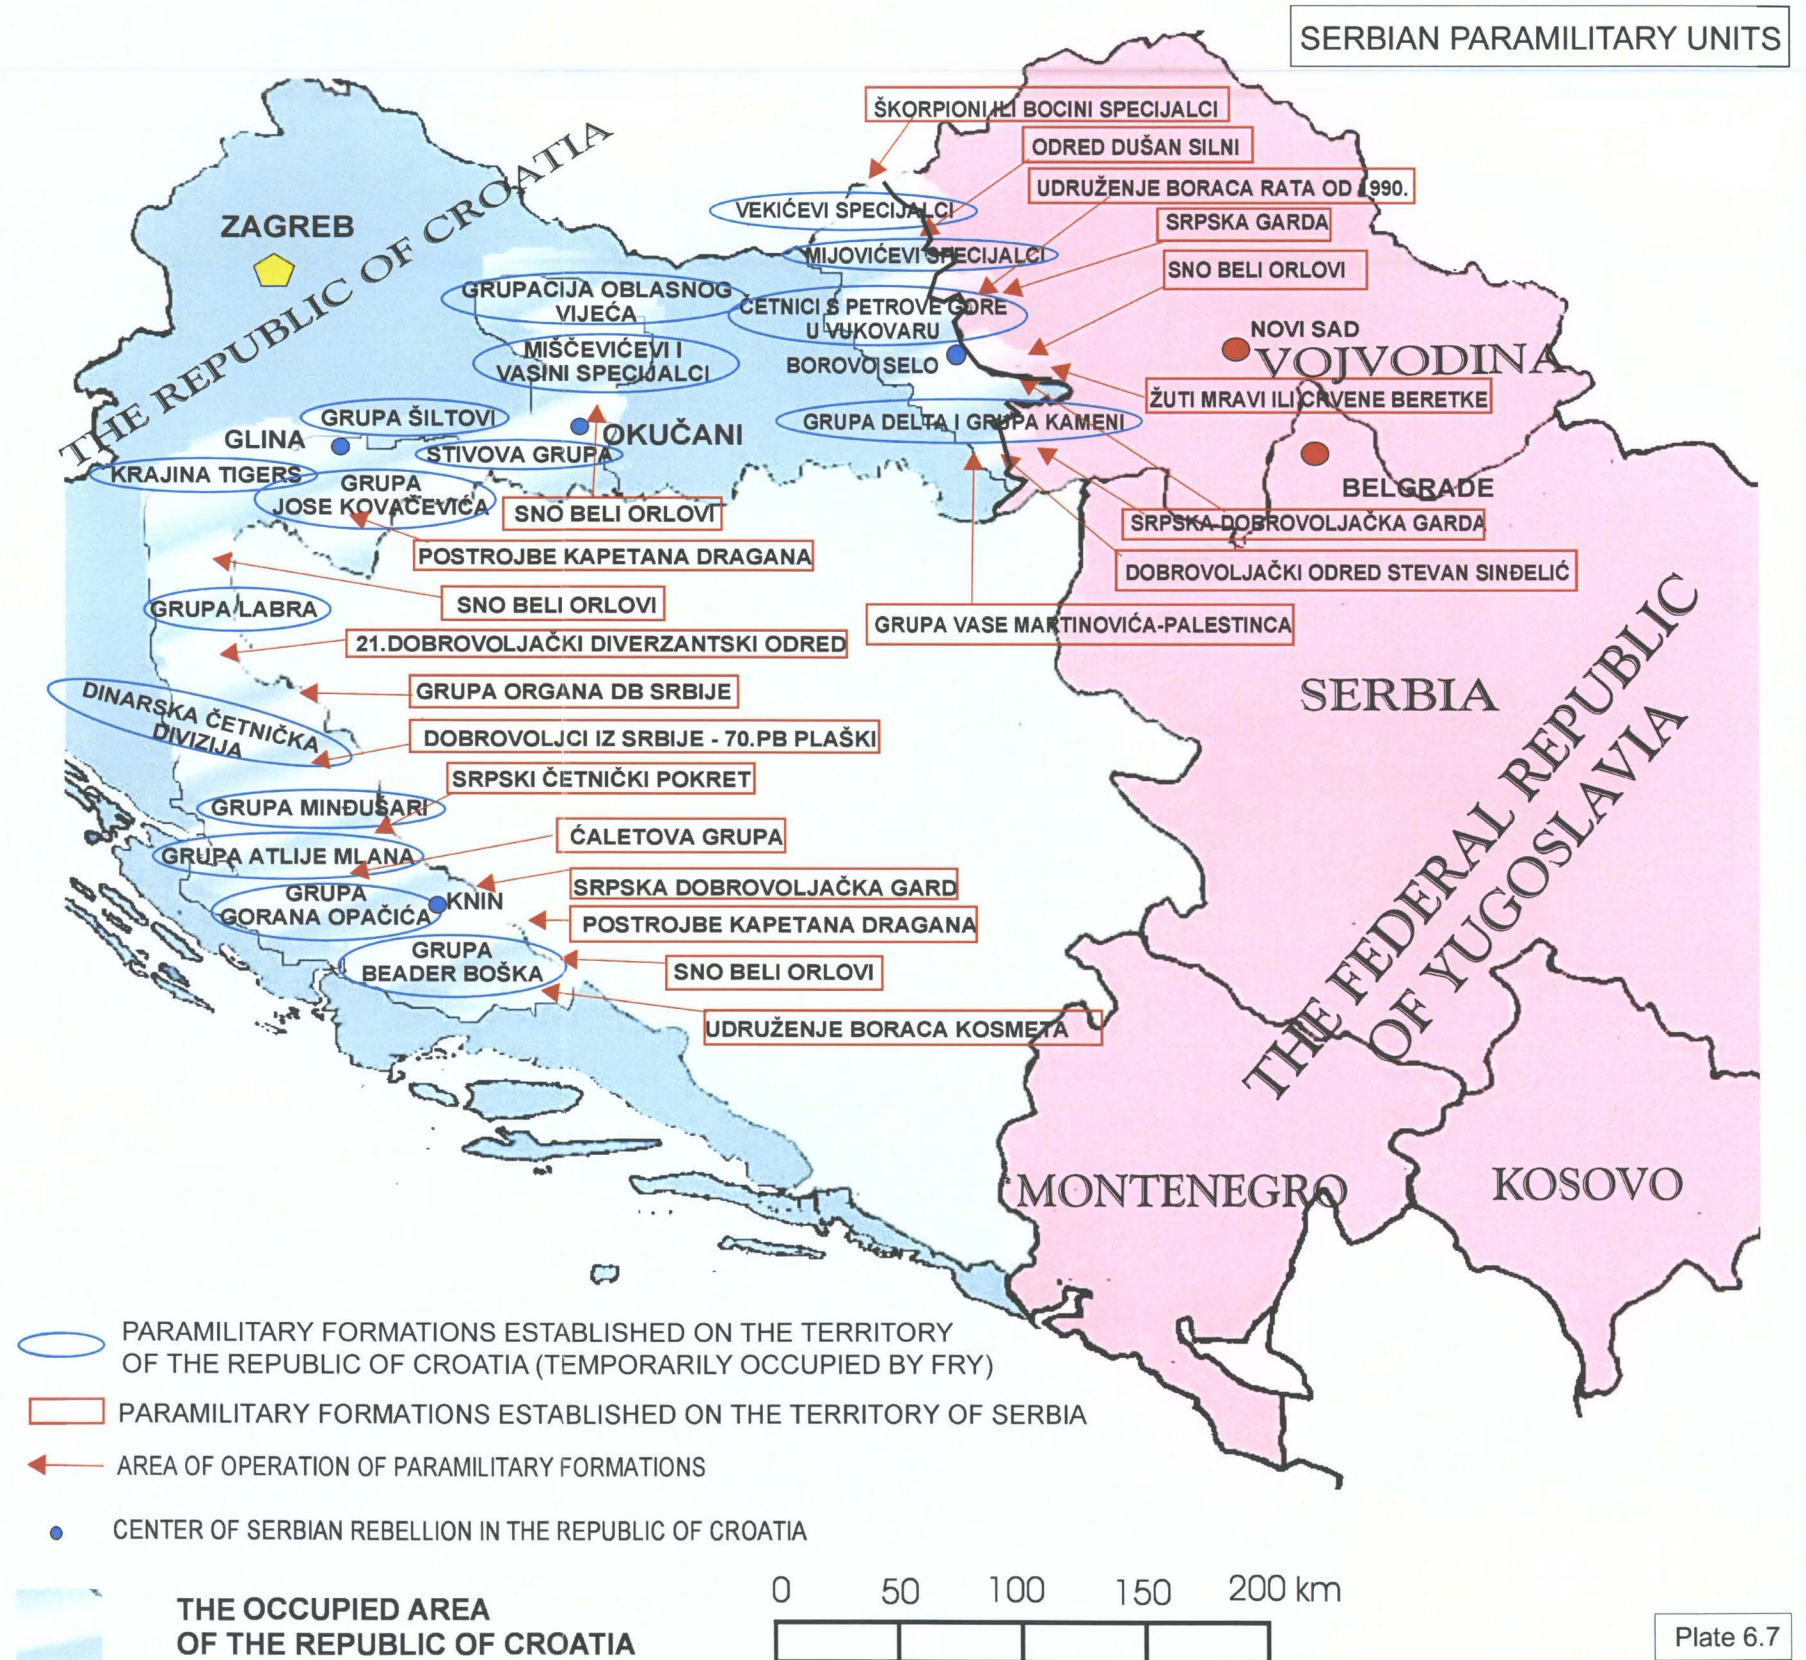 SERBIAN PARAMILITARY UNITS
ŠKORPIONI ILI BOCINI SPECIJALCI
ODRED DUŠAN SILNI
UDRUŽENJE BORACA RATA OD 1990.
VEKIĆEVI SPECIJALCI
SRPSKA GARDA
MIJOVIĆEVI SPECIJALCI
SNO BELI ORLOVI
ZAGREB
THE REPUBLIC OF CROATIA
GRUPACIJA OBLASNOG
VIJEĆA
ČETNICI S PETROVE GORE
U VUKOVARU
NOVI SAD
VOJVODINA
MIŠČEVIĆEVI I
VASINI SPECIJALCI
BOROVO SELO
ŽUTI MRAVI ILI CRVENE BERETKE
GRUPA ŠILTOVI
GRUPA DELTA I GRUPA KAMENI
GLINA
OKUČANI
STIVOVA GRUPA
KRAJINA TIGERS
GRUPA
JOSE KOVAČEVIĆA
BELGRADE
SNO BELI ORLOVI
SRPSKA DOBROVOLJAČKA GARDA
POSTROJBE KAPETANA DRAGANA
DOBROVOLJAČKI ODRED STEVAN SINĐELIĆ
SNO BELI ORLOVI
GRUPA LABRA
GRUPA VASE MARTINOVIĆA-PALESTINCA
21.DOBROVOLJAČKI DIVERZANTSKI ODRED
GRUPA ORGANA DB SRBIJE
SERBIA
DINARSKA ČETNIČKA
DIVIZIJA
DOBROVOLJCI IZ SRBIJE - 70.PB PLAŠKI
SRPSKI ČETNIČKI POKRET
GRUPA MINĐUŠARI
THE FEDERAL REPUBLIC
OF YUGOSLAVIA
ĆALETOVA GRUPA
GRUPA ATLIJE MLANA
SRPSKA DOBROVOLJAČKA GARD
GRUPA
GORANA OPAČIĆA
KNIN
POSTROJBE KAPETANA DRAGANA
GRUPA
BEADER BOŠKA
SNO BELI ORLOVI
UDRUŽENJE BORACA KOSMETA
MONTENEGRO
KOSOVO
PARAMILITARY FORMATIONS ESTABLISHED ON THE TERRITORY
OF THE REPUBLIC OF CROATIA (TEMPORARILY OCCUPIED BY FRY)
PARAMILITARY FORMATIONS ESTABLISHED ON THE TERRITORY OF SERBIA
AREA OF OPERATION OF PARAMILITARY FORMATIONS
CENTER OF SERBIAN REBELLION IN THE REPUBLIC OF CROATIA
THE OCCUPIED AREA
OF THE REPUBLIC OF CROATIA
0 50 100 150 200 km
Plate 6.7